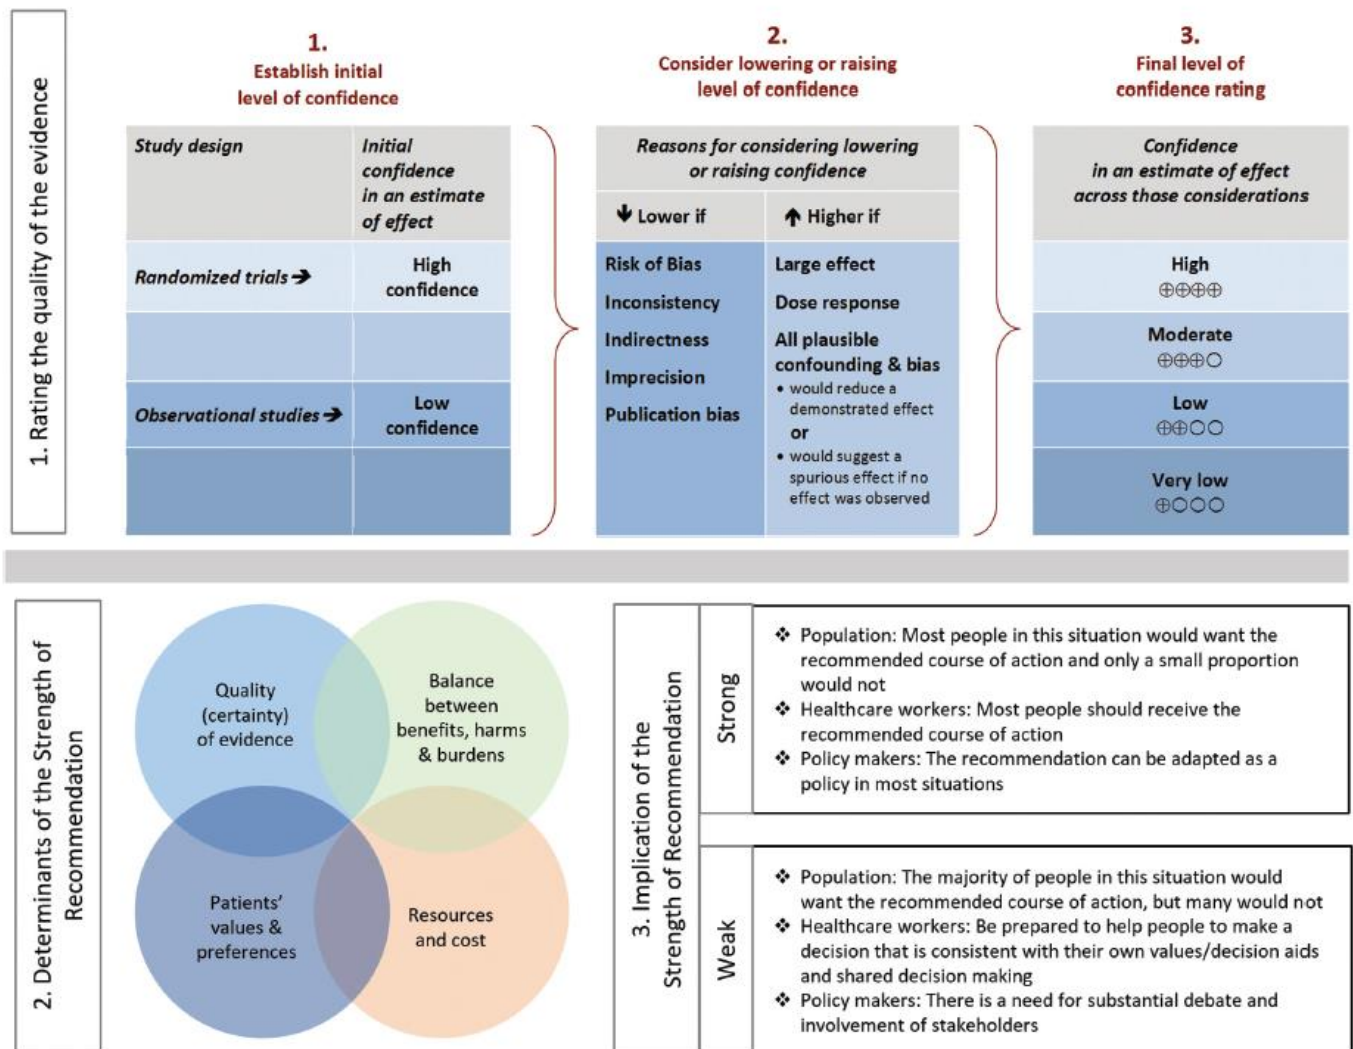 1. Rating the quality of the evidence
1.
Establish initial
level of confidence
Study design
Initial
confidence
in an estimate
of effect
Randomized trials ➔
High
confidence
Observational studies ➔
Low
confidence
2.
Consider lowering or raising
level of confidence
Reasons for considering lowering
or raising confidence
🡻 Lower if
🡹 Higher if
Risk of Bias
Inconsistency
Indirectness
Imprecision
Publication bias
Large effect
Dose response
All plausible
confounding & bias
• would reduce a
demonstrated effect
or
• would suggest a
spurious effect if no
effect was observed
3.
Final level of
confidence rating
Confidence
in an estimate of effect
across those considerations
High
⊕⊕⊕⊕
Moderate
⊕⊕⊕○
Low
⊕⊕○○
Very low
⊕○○○
2. Determinants of the Strength of
Recommendation
Quality
(certainty)
of evidence
Balance
between
benefits, harms
& burdens
Patients’
values &
preferences
Resources
and cost
3. Implication of the
Strength of Recommendation
Strong
❖ Population: Most people in this situation would want the
recommended course of action and only a small proportion
would not
❖ Healthcare workers: Most people should receive the
recommended course of action
❖ Policy makers: The recommendation can be adapted as a
policy in most situations
Weak
❖ Population: The majority of people in this situation would
want the recommended course of action, but many would not
❖ Healthcare workers: Be prepared to help people to make a
decision that is consistent with their own values/decision aids
and shared decision making
❖ Policy makers: There is a need for substantial debate and
involvement of stakeholders